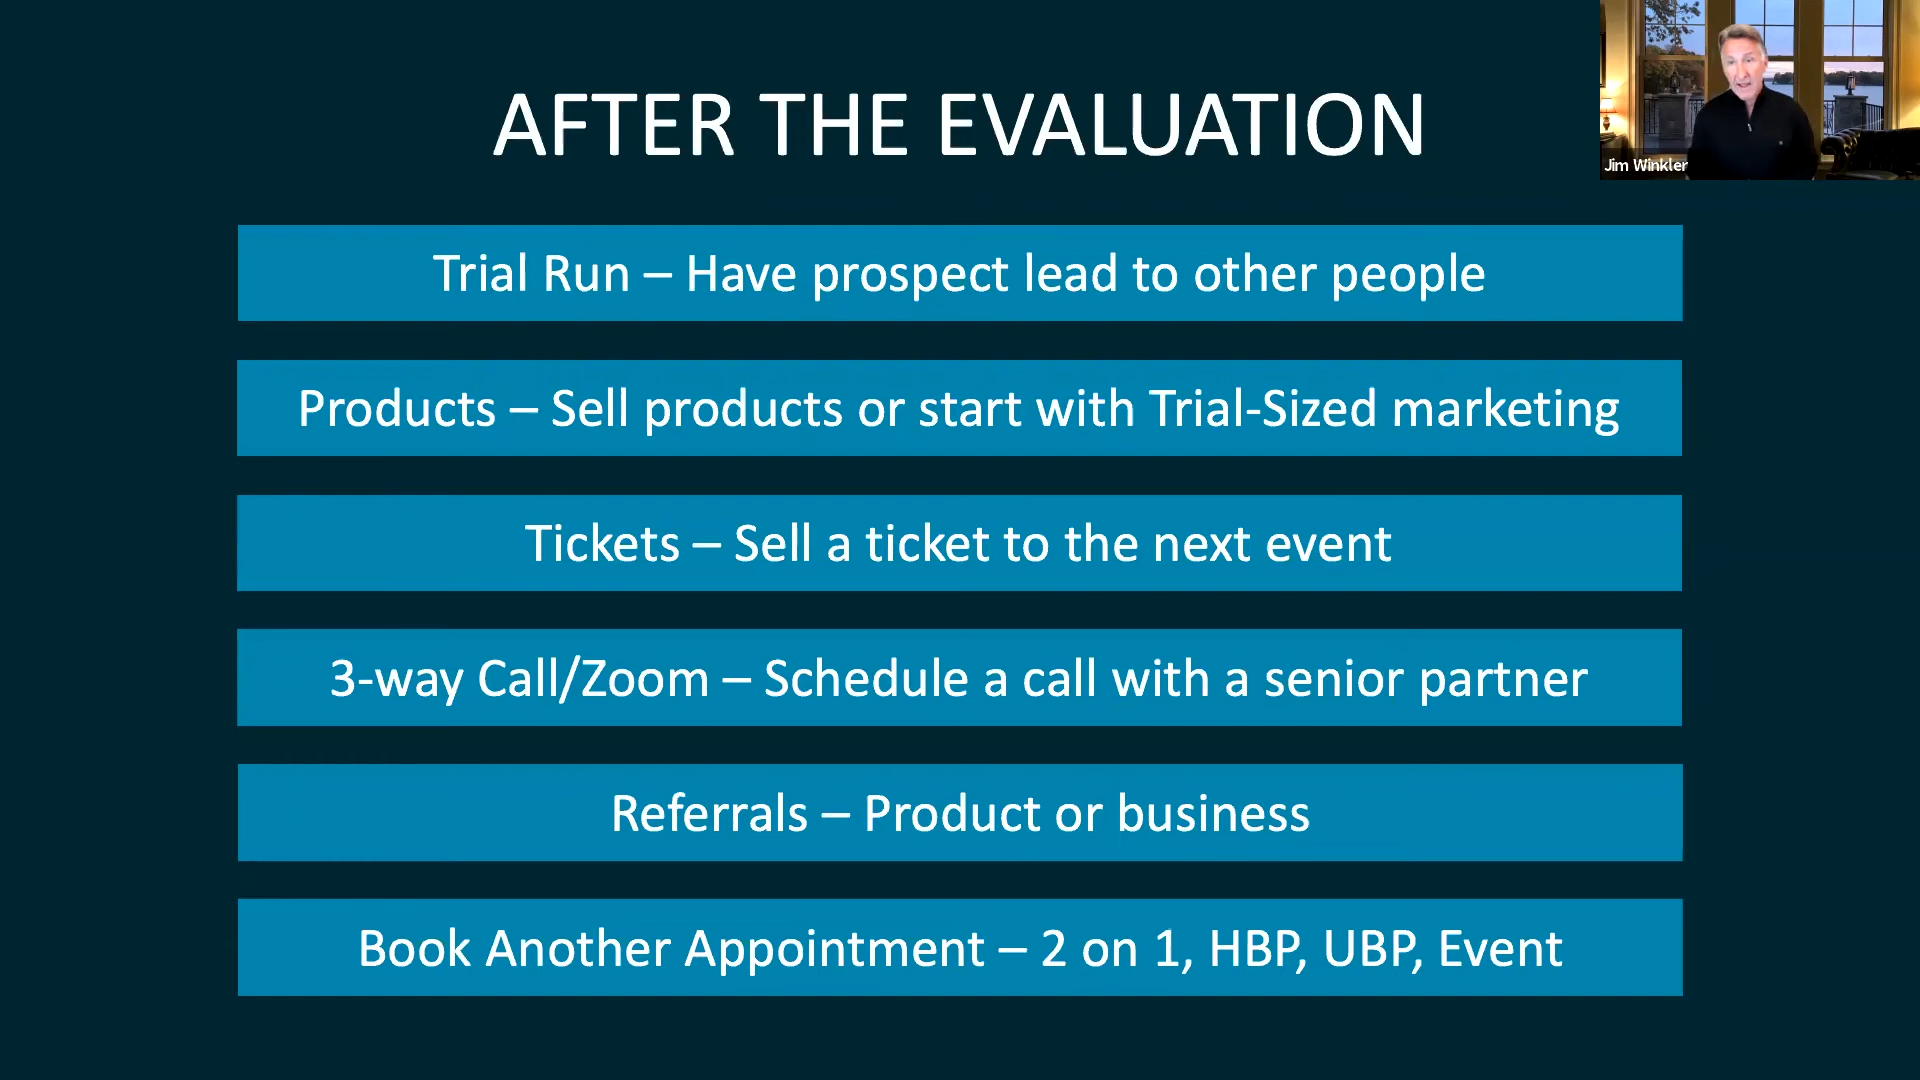 AFTER THE EVALUATION
Jim Winkler
Trial Run – Have prospect lead to other people
Products – Sell products or start with Trial-Sized marketing
Tickets – Sell a ticket to the next event
3-way Call/Zoom – Schedule a call with a senior partner
Referrals – Product or business
Book Another Appointment – 2 on 1, HBP, UBP, Event